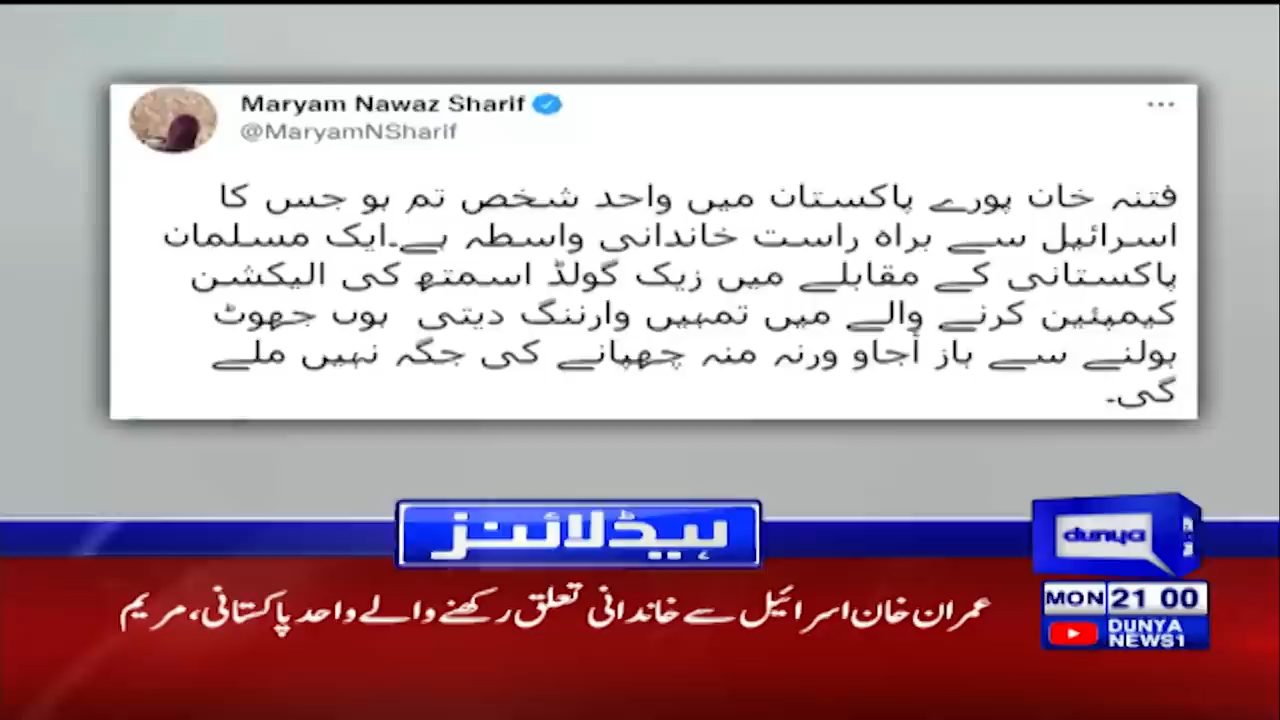 Maryam Nawaz Sharif
@MaryamNSharif
فتنہ خان پورے پاکستان میں واحد شخص تم ہو جس کا
اسرائیل سے براہ راست خاندانی واسطہ ہے۔ایک مسلمان
پاکستانی کے مقابلے میں زیک گولڈ اسمتھ کی الیکشن
کیمپئین کرنے والے میں تمہیں وارننگ دیتی ہوں جھوٹ
بولنے سے باز آجاو ورنہ منہ چھپانے کی جگہ نہیں ملے
گی۔
ہیڈلائنز
dunya
عمران خان اسرائیل سے خاندانی تعلق رکھنے والے واحد پاکستانی، مریم
MON 21 00
DUNYA
NEWS1